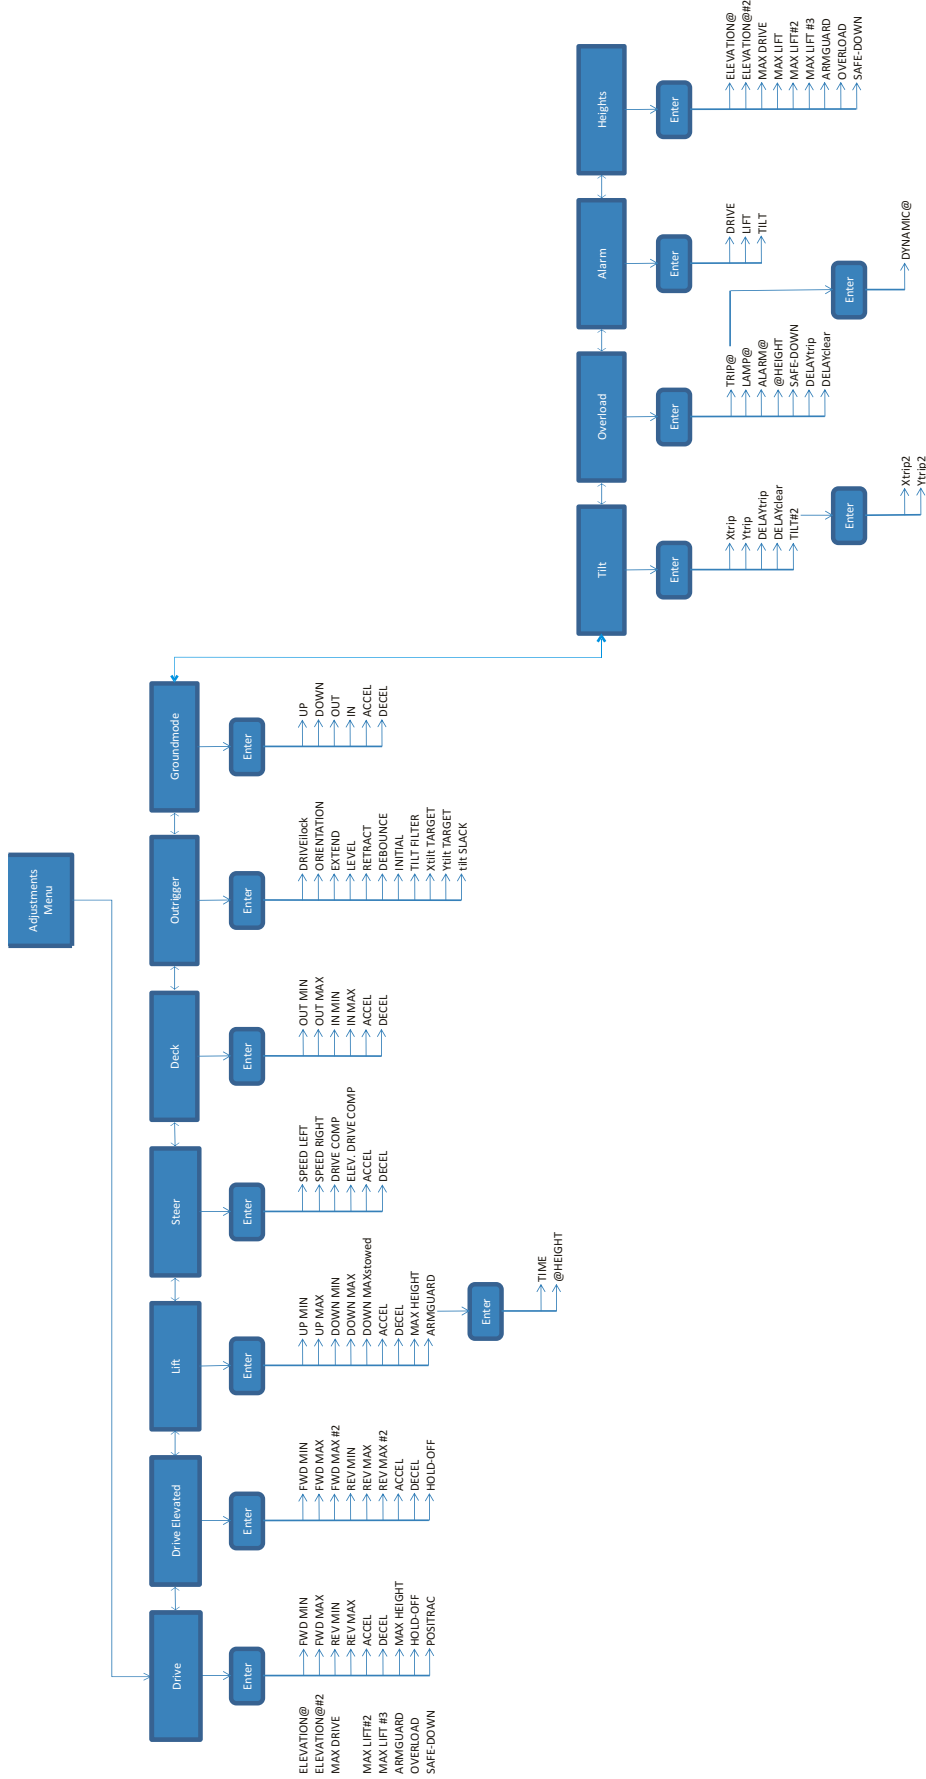 Adjustments
Menu
Drive
Drive Elevated
Lift
Steer
Deck
Outrigger
Groundmode
Enter
Enter
Enter
Enter
Enter
Enter
Enter
ELEVATION@
ELEVATION@#2
MAX DRIVE
MAX LIFT#2
MAX LIFT #3
ARMGUARD
OVERLOAD
SAFE-DOWN
FWD MIN
FWD MAX
REV MIN
REV MAX
ACCEL
DECEL
MAX HEIGHT
HOLD-OFF
POSITRAC
FWD MIN
FWD MAX
FWD MAX #2
REV MIN
REV MAX
REV MAX #2
ACCEL
DECEL
HOLD-OFF
UP MIN
UP MAX
DOWN MIN
DOWN MAX
DOWN MAXstowed
ACCEL
DECEL
MAX HEIGHT
ARMGUARD
Enter
TIME
@HEIGHT
SPEED LEFT
SPEED RIGHT
DRIVE COMP
ELEV. DRIVE COMP
ACCEL
DECEL
OUT MIN
OUT MAX
IN MIN
IN MAX
ACCEL
DECEL
DRIVEilock
ORIENTATION
EXTEND
LEVEL
RETRACT
DEBOUNCE
INITIAL
TILT FILTER
Xtilt TARGET
Ytilt TARGET
tilt SLACK
UP
DOWN
OUT
IN
ACCEL
DECEL
Tilt
Overload
Alarm
Heights
Enter
Enter
Enter
Enter
Xtrip
Ytrip
DELAYtrip
DELAYclear
TILT#2
Enter
Xtrip2
Ytrip2
TRIP@
LAMP@
ALARM@
@HEIGHT
SAFE-DOWN
DELAYtrip
DELAYclear
Enter
DYNAMIC@
DRIVE
LIFT
TILT
ELEVATION@
ELEVATION@#2
MAX DRIVE
MAX LIFT
MAX LIFT#2
MAX LIFT #3
ARMGUARD
OVERLOAD
SAFE-DOWN